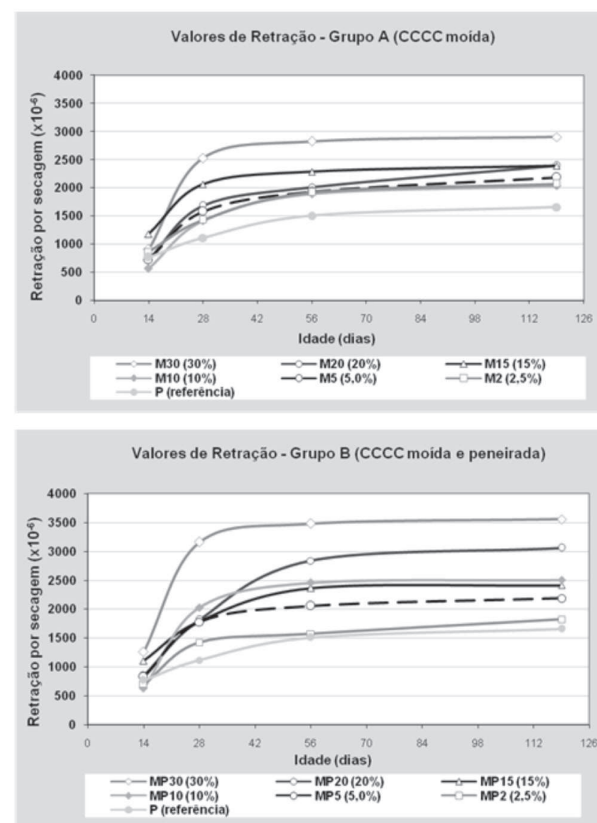 Valores de Retração - Grupo A (CCCC moída)
Retração por secagem (x10⁻⁶)
4000
3500
3000
2500
2000
1500
1000
500
0
0 14 28 42 56 70 84 98 112 126
Idade (dias)
M30 (30%) M20 (20%) M15 (15%)
M10 (10%) M5 (5,0%) M2 (2,5%)
P (referência)
Valores de Retração - Grupo B (CCCC moída e peneirada)
Retração por secagem (x10⁻⁶)
4000
3500
3000
2500
2000
1500
1000
500
0
0 14 28 42 56 70 84 98 112 126
Idade (dias)
MP30 (30%) MP20 (20%) MP15 (15%)
MP10 (10%) MP5 (5,0%) MP2 (2,5%)
P (referência)